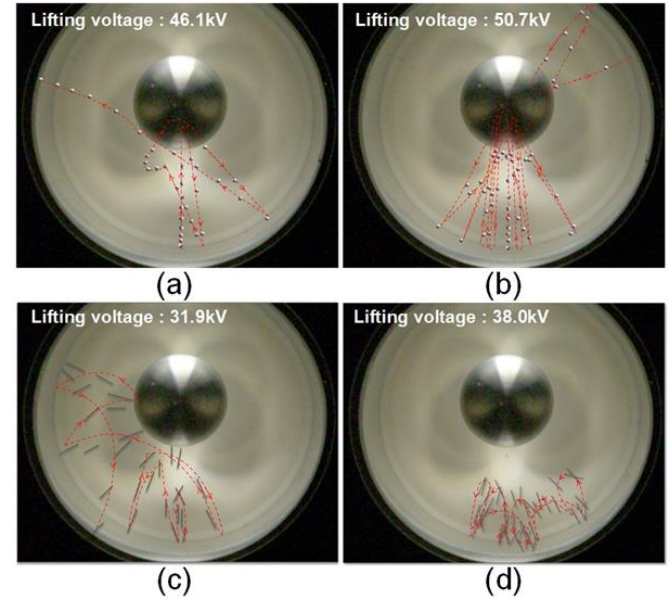 Lifting voltage : 46.1kV
Lifting voltage : 50.7kV
(a)
(b)
Lifting voltage : 31.9kV
Lifting voltage : 38.0kV
(c)
(d)